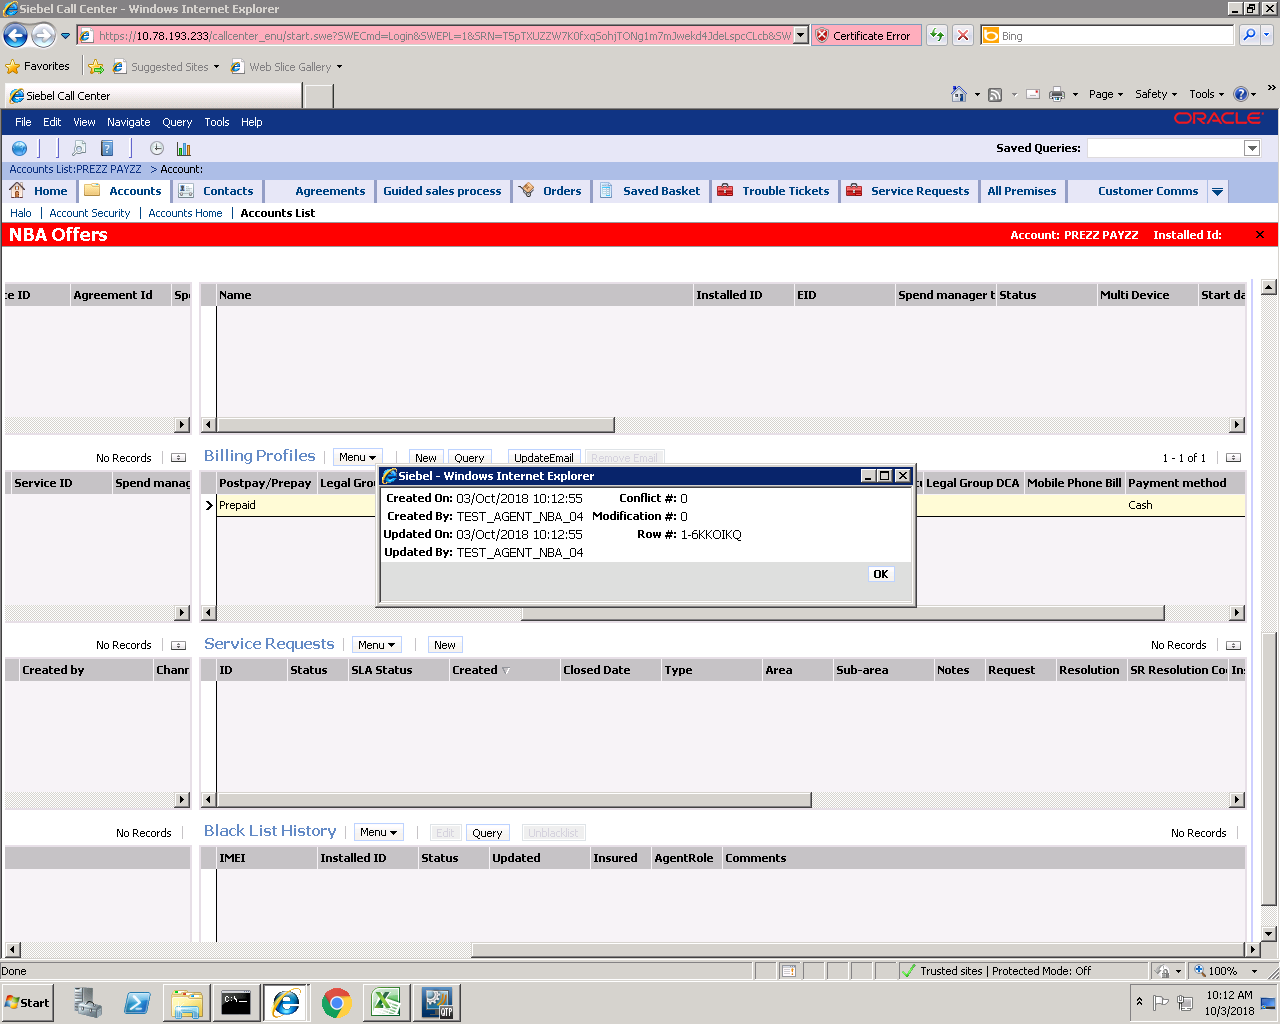 Siebel Call Center - Windows Internet Explorer
https://10.78.193.233/callcenter_enu/start.swe?SWECmd=Login&SWEPL=1&SRN=T5pTXUZZW7K0fxqSohjTONg1m7mJwekd4JdeLspcCLcb&SW
Certificate Error
Bing
Favorites
Suggested Sites
Web Slice Gallery
Siebel Call Center
Page
Safety
Tools
File Edit View Navigate Query Tools Help
ORACLE
Saved Queries:
Accounts List:PREZZ PAYZZ > Account:
Home Accounts Contacts Agreements Guided sales process Orders Saved Basket Trouble Tickets Service Requests All Premises Customer Comms
Halo | Account Security | Accounts Home | Accounts List
NBA Offers
Account: PREZZ PAYZZ Installed Id:
:e ID Agreement Id Spe Name Installed ID EID Spend manager t Status Multi Device Start da
No Records
Billing Profiles Menu New Query UpdateEmail Remove Email 1 - 1 of 1
Service ID Spend manag Postpay/Prepay Legal Grou Legal Group DCA Mobile Phone Bill Payment method
Prepaid Cash
Siebel - Windows Internet Explorer
Created On: 03/Oct/2018 10:12:55 Conflict #: 0
Created By: TEST_AGENT_NBA_04 Modification #: 0
Updated On: 03/Oct/2018 10:12:55 Row #: 1-6KKOIKQ
Updated By: TEST_AGENT_NBA_04
OK
No Records
Service Requests Menu New No Records
Created by Chann ID Status SLA Status Created Closed Date Type Area Sub-area Notes Request Resolution SR Resolution Co Ins
No Records
Black List History Menu Edit Query Unblacklist No Records
IMEI Installed ID Status Updated Insured AgentRole Comments
Done
Trusted sites | Protected Mode: Off
100%
Start
C:\_
QTP
10:12 AM
10/3/2018